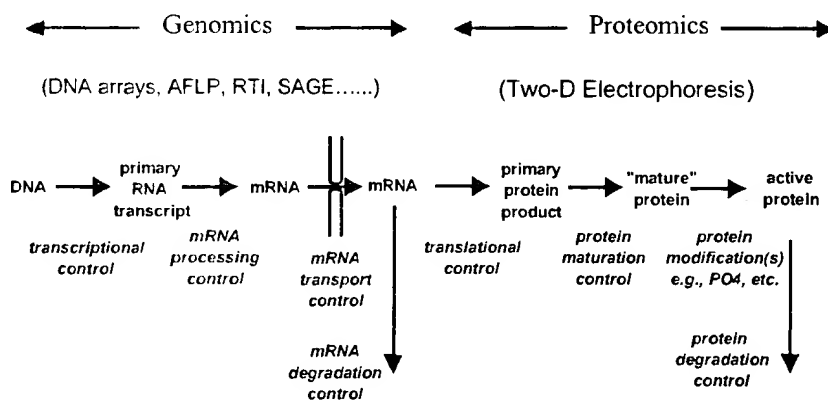 Genomics
Proteomics
(DNA arrays, AFLP, RTI, SAGE......)
(Two-D Electrophoresis)
DNA
primary
RNA
transcript
mRNA
mRNA
primary
protein
product
"mature"
protein
active
protein
transcriptional
control
mRNA
processing
control
mRNA
transport
control
translational
control
protein
maturation
control
protein
modification(s)
e.g., PO4, etc.
mRNA
degradation
control
protein
degradation
control